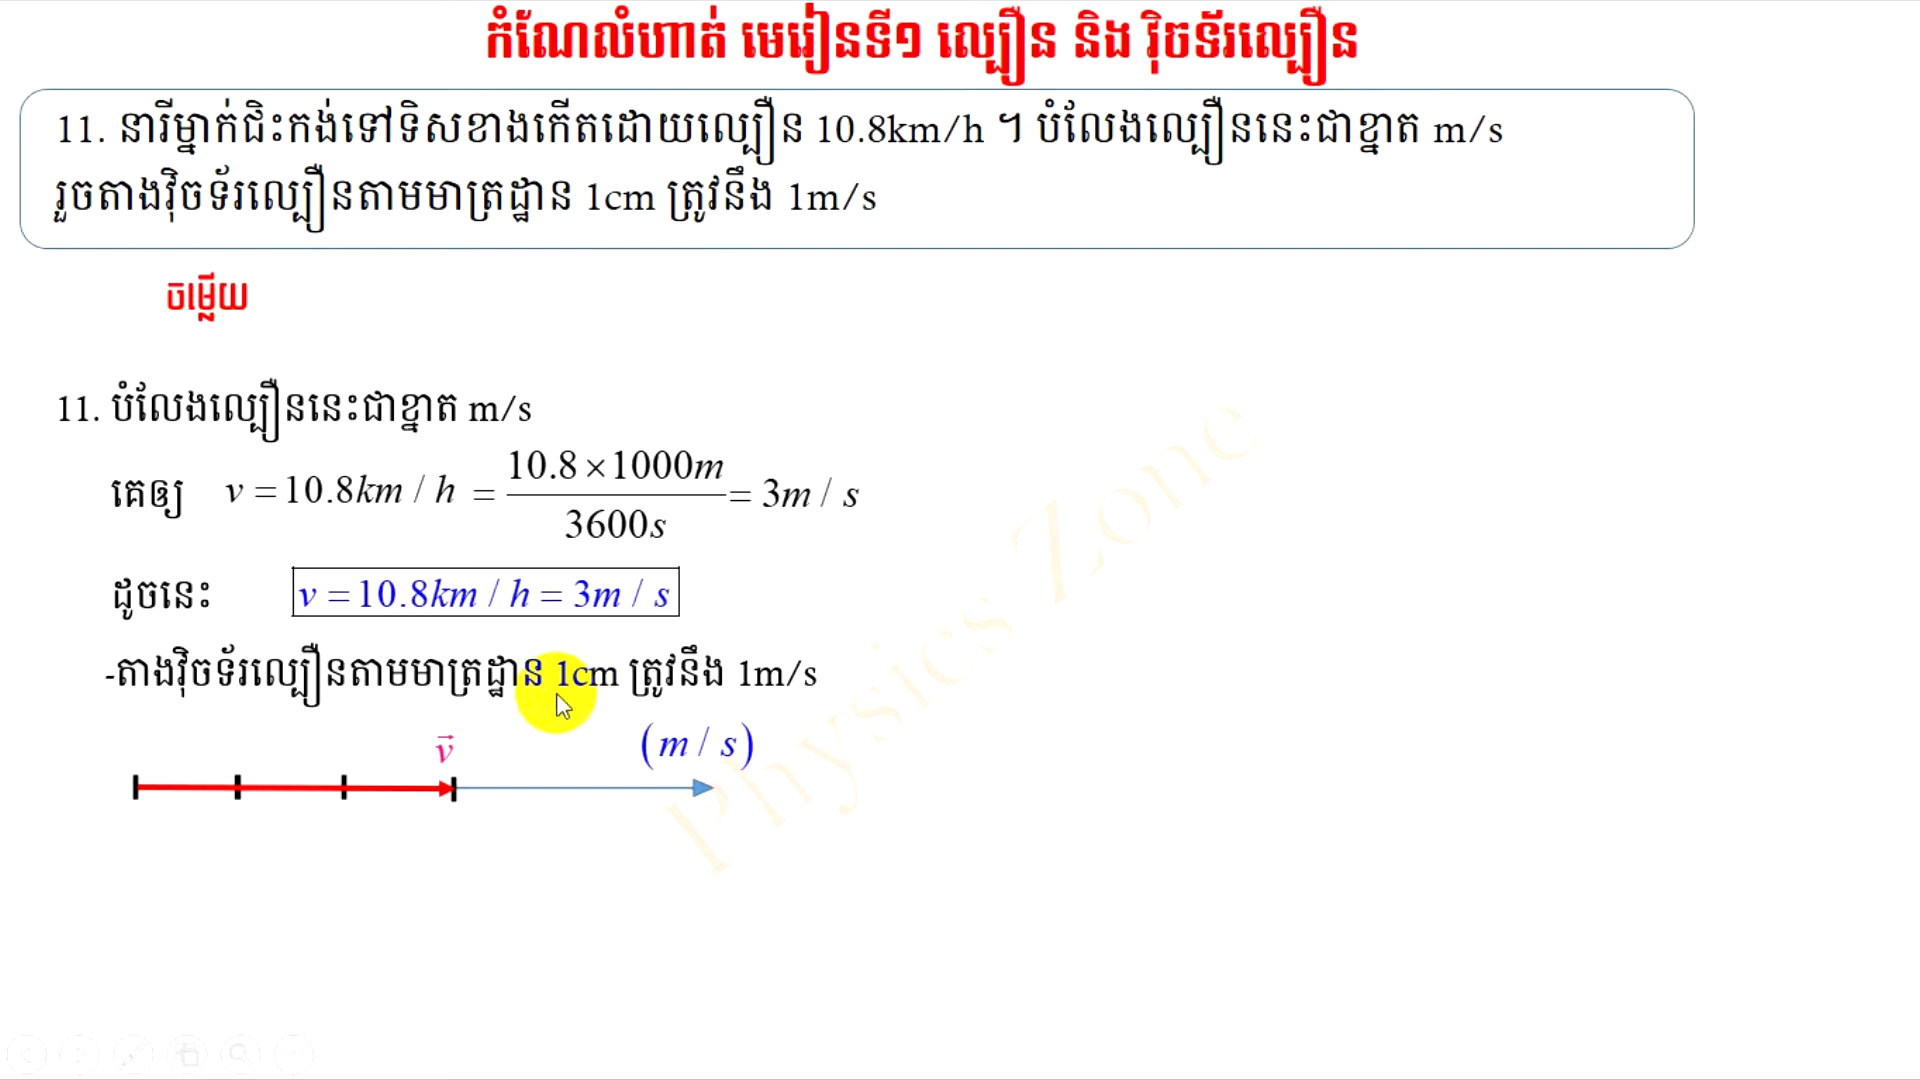 កំណែលំហាត់ មេរៀនទី១ ល្បឿន និង វ៉ិចទ័រល្បឿន
11. នារីម្នាក់ជិះកង់ទៅទិសខាងកើតដោយល្បឿន 10.8km/h ។ បំលែងល្បឿននេះជាខ្នាត m/s
រួចតាងវ៉ិចទ័រល្បឿនតាមមាត្រដ្ឋាន 1cm ត្រូវនឹង 1m/s
ចម្លើយ
11. បំលែងល្បឿននេះជាខ្នាត m/s
គេឲ្យ v = 10.8km / h = \frac{10.8 × 1000m}{3600s} = 3m / s
ដូចនេះ v = 10.8km / h = 3m / s
-តាងវ៉ិចទ័រល្បឿនតាមមាត្រដ្ឋាន 1cm ត្រូវនឹង 1m/s
\vec{v} (m / s)
Physics Zone